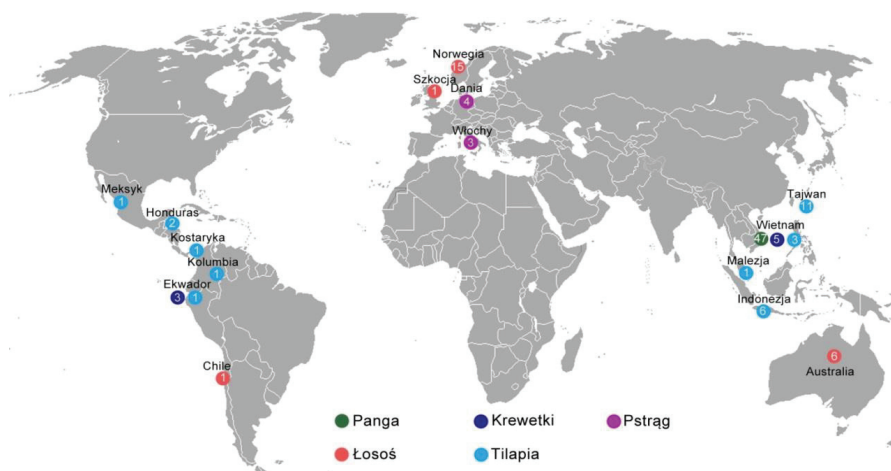 Norwegia
15
Szkocja
1
Dania
4
Włochy
3
Meksyk
1
Honduras
2
Kostaryka
1
Kolumbia
1
Ekwador
3 1
Chile
1
Tajwan
11
Wietnam
47 5 3
Malezja
1
Indonezja
6
6
Australia
Panga Krewetki Pstrąg
Łosoś Tilapia